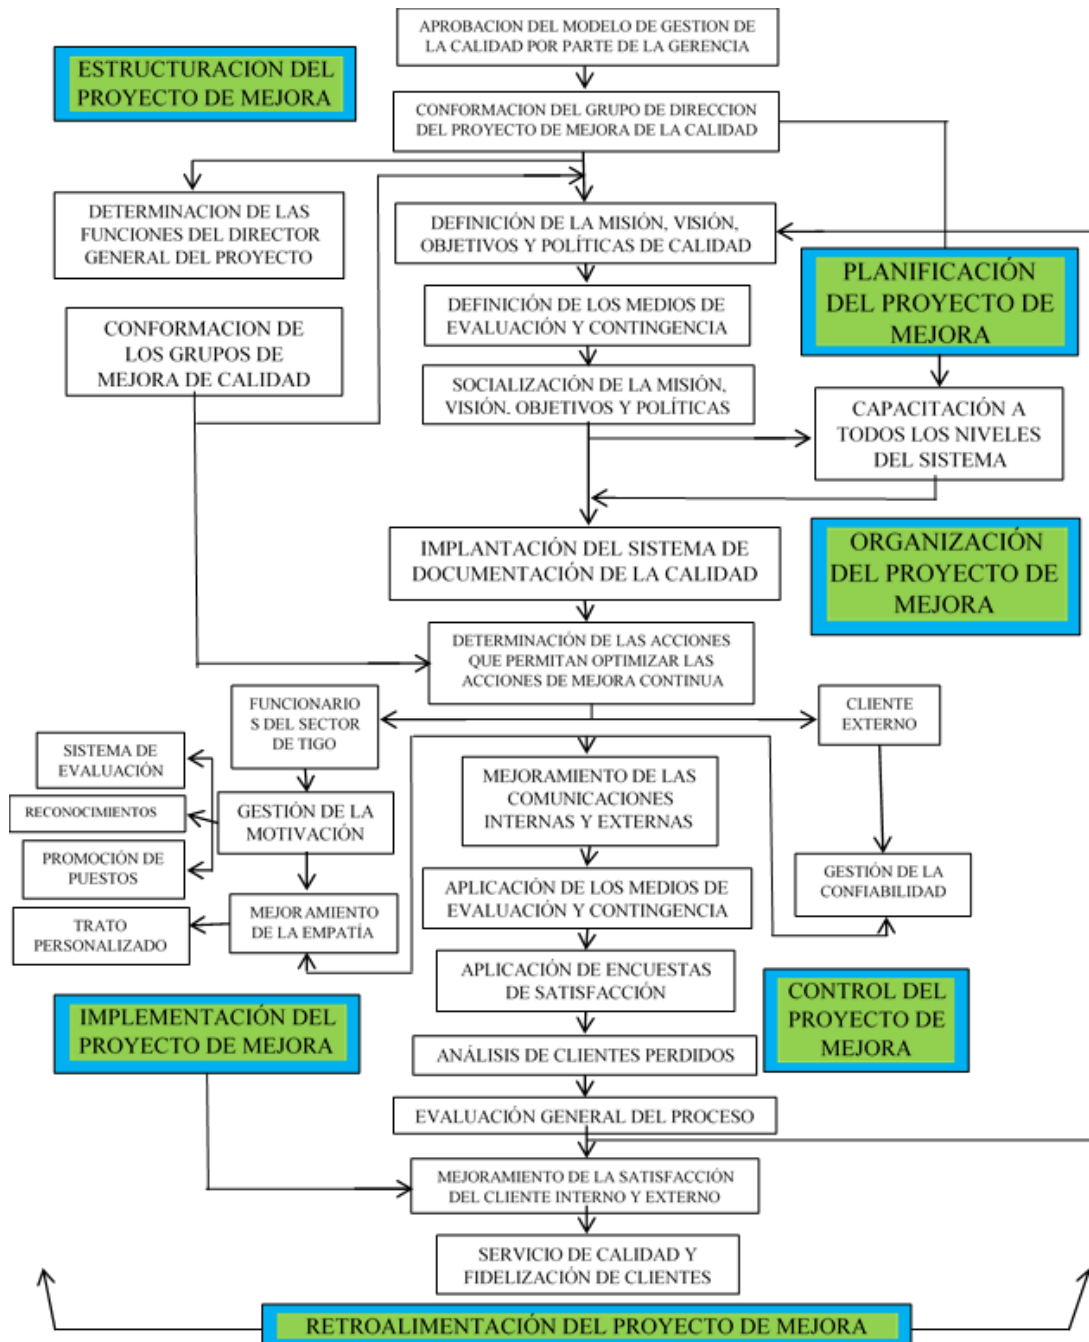 APROBACION DEL MODELO DE GESTION DE
LA CALIDAD POR PARTE DE LA GERENCIA
ESTRUCTURACION DEL
PROYECTO DE MEJORA
CONFORMACION DEL GRUPO DE DIRECCION
DEL PROYECTO DE MEJORA DE LA CALIDAD
DETERMINACION DE LAS
FUNCIONES DEL DIRECTOR
GENERAL DEL PROYECTO
DEFINICIÓN DE LA MISIÓN, VISIÓN,
OBJETIVOS Y POLÍTICAS DE CALIDAD
PLANIFICACIÓN
DEL PROYECTO DE
MEJORA
DEFINICIÓN DE LOS MEDIOS DE
EVALUACIÓN Y CONTINGENCIA
CONFORMACION DE
LOS GRUPOS DE
MEJORA DE CALIDAD
SOCIALIZACIÓN DE LA MISIÓN,
VISIÓN. OBJETIVOS Y POLÍTICAS
CAPACITACIÓN A
TODOS LOS NIVELES
DEL SISTEMA
IMPLANTACIÓN DEL SISTEMA DE
DOCUMENTACIÓN DE LA CALIDAD
ORGANIZACIÓN
DEL PROYECTO DE
MEJORA
DETERMINACIÓN DE LAS ACCIONES
QUE PERMITAN OPTIMIZAR LAS
ACCIONES DE MEJORA CONTINUA
FUNCIONARIO
S DEL SECTOR
DE TIGO
CLIENTE
EXTERNO
SISTEMA DE
EVALUACIÓN
RECONOCIMIENTOS
PROMOCIÓN DE
PUESTOS
GESTIÓN DE LA
MOTIVACIÓN
MEJORAMIENTO DE LAS
COMUNICACIONES
INTERNAS Y EXTERNAS
GESTIÓN DE LA
CONFIABILIDAD
TRATO
PERSONALIZADO
MEJORAMIENTO
DE LA EMPATÍA
APLICACIÓN DE LOS MEDIOS DE
EVALUACIÓN Y CONTINGENCIA
APLICACIÓN DE ENCUESTAS
DE SATISFACCIÓN
IMPLEMENTACIÓN DEL
PROYECTO DE MEJORA
CONTROL DEL
PROYECTO DE
MEJORA
ANÁLISIS DE CLIENTES PERDIDOS
EVALUACIÓN GENERAL DEL PROCESO
MEJORAMIENTO DE LA SATISFACCIÓN
DEL CLIENTE INTERNO Y EXTERNO
SERVICIO DE CALIDAD Y
FIDELIZACIÓN DE CLIENTES
RETROALIMENTACIÓN DEL PROYECTO DE MEJORA